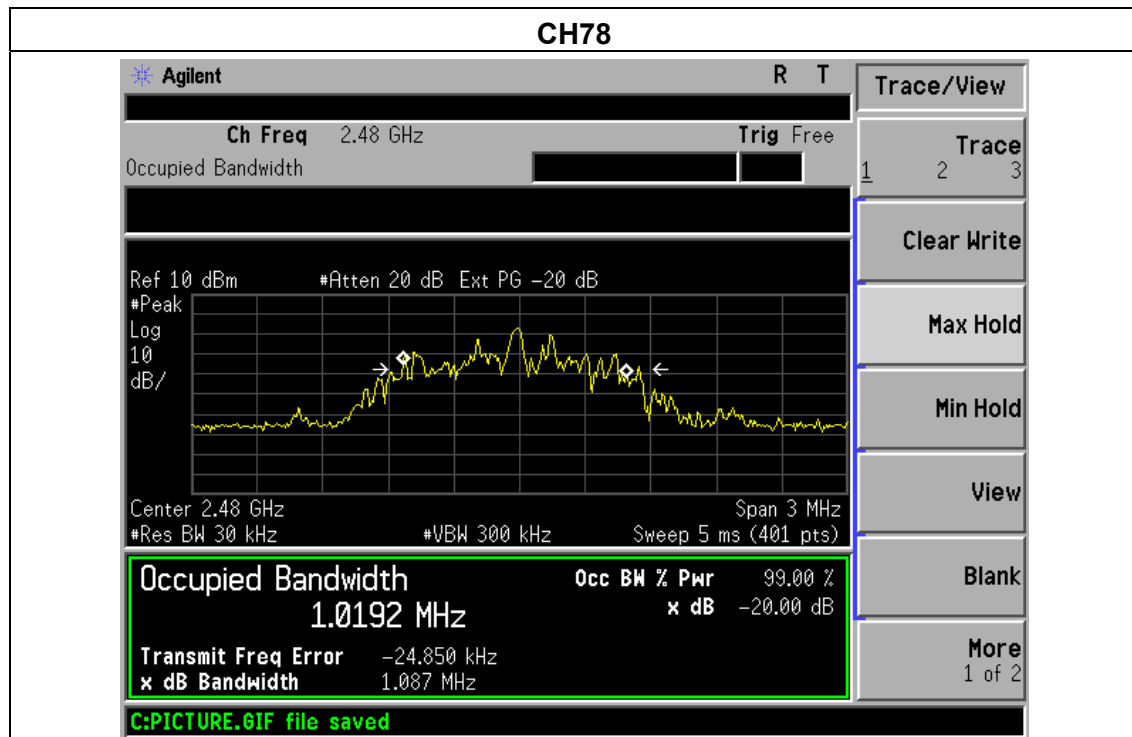 CH78
Agilent R T
Trace/View
Ch Freq 2.48 GHz Trig Free
Occupied Bandwidth
Trace
1 2 3
Clear Write
Ref 10 dBm #Atten 20 dB Ext PG -20 dB
#Peak
Log
10
dB/
Max Hold
Min Hold
View
Center 2.48 GHz Span 3 MHz
#Res BW 30 kHz #VBW 300 kHz Sweep 5 ms (401 pts)
Occupied Bandwidth Occ BW % Pwr 99.00 %
1.0192 MHz x dB -20.00 dB
Blank
Transmit Freq Error -24.850 kHz
x dB Bandwidth 1.087 MHz
More
1 of 2
C:PICTURE.GIF file saved